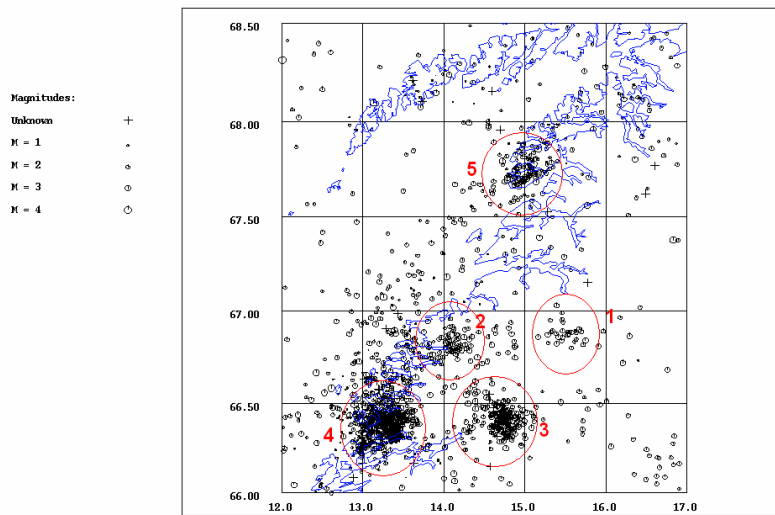 68.50
Magnitudes:
Unknown
M = 1
M = 2
M = 3
M = 4
68.00
5
67.50
67.00
1
2
66.50
4
3
66.00
12.0 13.0 14.0 15.0 16.0 17.0